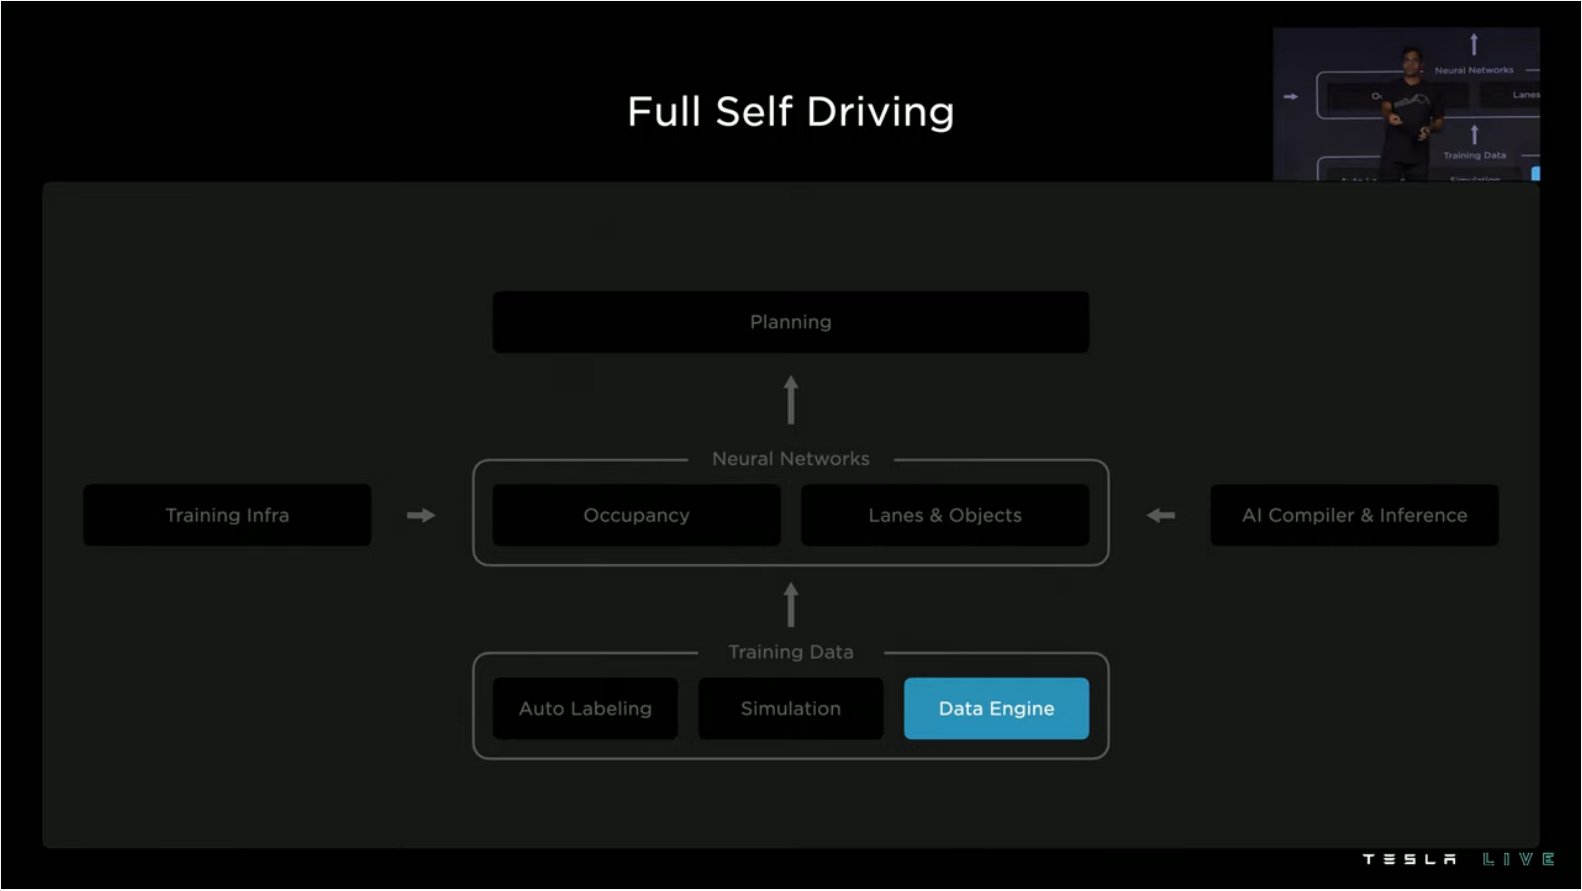 Full Self Driving
Neural Networks
Lanes
Training Data
Simulation
Planning
Neural Networks
Training Infra
Occupancy
Lanes & Objects
AI Compiler & Inference
Training Data
Auto Labeling
Simulation
Data Engine
TESLA LIVE